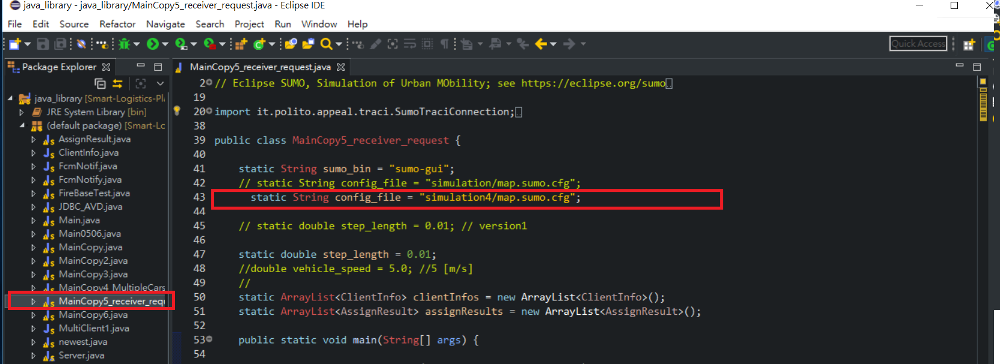 java_library - java_library/MainCopy5_receiver_request.java - Eclipse IDE
File Edit Source Refactor Navigate Search Project Run Window Help
Quick Access
Package Explorer
java_library [Smart-Logistics-Pl
JRE System Library [bin]
(default package) [Smart-Lc
AssignResult.java
ClientInfo.java
FcmNotif.java
FcmNotify.java
FireBaseTest.java
JDBC_AVD.java
Main.java
Main0506.java
MainCopy.java
MainCopy2.java
MainCopy3.java
MainCopy4_MultipleCars
MainCopy5_receiver_req
MainCopy6.java
MultiClient1.java
newest.java
Server.java
MainCopy5_receiver_request.java
2 // Eclipse SUMO, Simulation of Urban MObility; see https://eclipse.org/sumo
19
20 import it.polito.appeal.traci.SumoTraciConnection;
38
39 public class MainCopy5_receiver_request {
40
41 static String sumo_bin = "sumo-gui";
42 // static String config_file = "simulation/map.sumo.cfg";
43 static String config_file = "simulation4/map.sumo.cfg";
44
45 // static double step_length = 0.01; // version1
46
47 static double step_length = 0.01;
48 //double vehicle_speed = 5.0; //5 [m/s]
49 //
50 static ArrayList<ClientInfo> clientInfos = new ArrayList<ClientInfo>();
51 static ArrayList<AssignResult> assignResults = new ArrayList<AssignResult>();
52
53 public static void main(String[] args) {
54